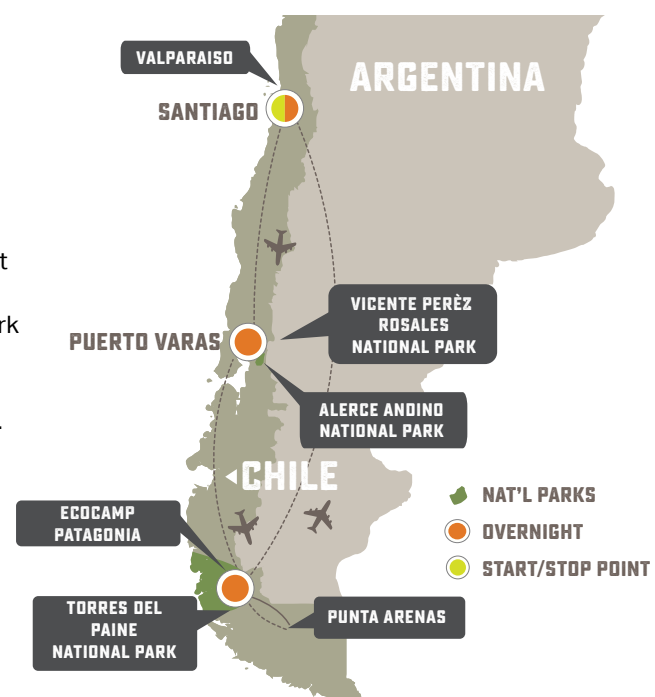 VALPARAISO
ARGENTINA
SANTIAGO
t
VICENTE PERÈZ
ROSALES
NATIONAL PARK
rk
PUERTO VARAS
ALERCE ANDINO
NATIONAL PARK
.
CHILE
NAT'L PARKS
ECOCAMP
PATAGONIA
OVERNIGHT
START/STOP POINT
TORRES DEL
PAINE
NATIONAL PARK
PUNTA ARENAS